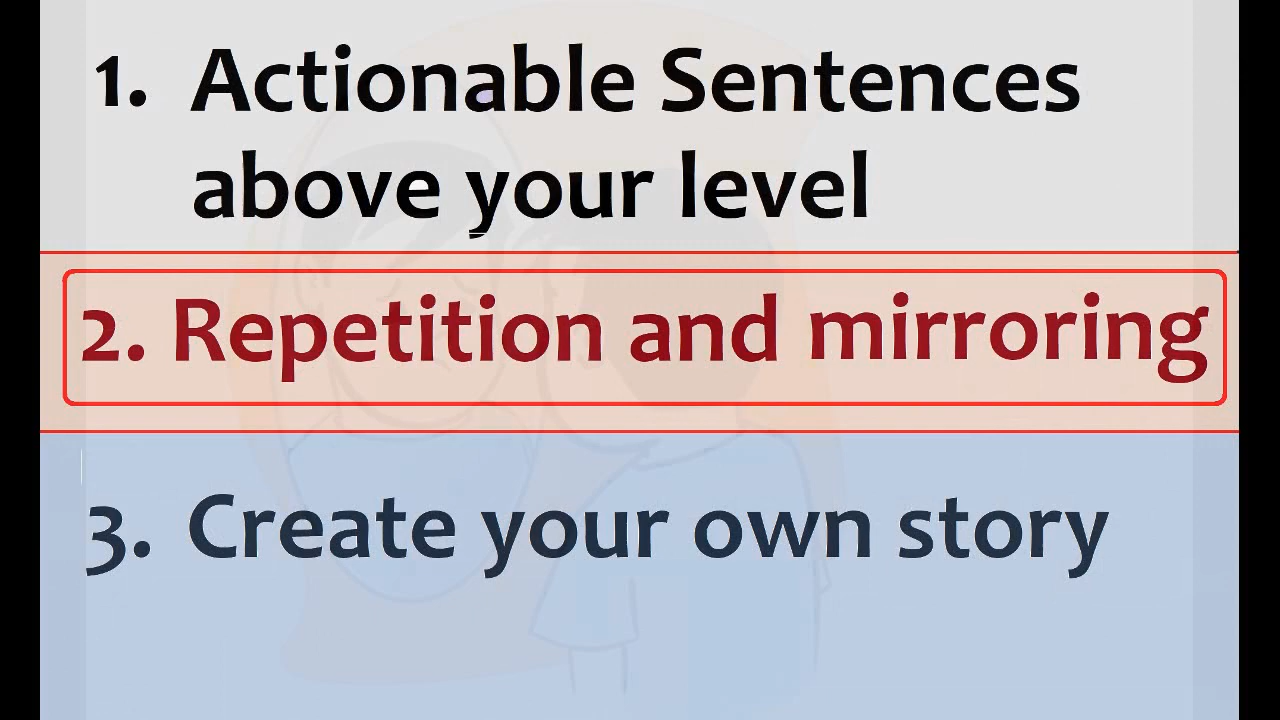 1. Actionable Sentences
above your level
2. Repetition and mirroring
3. Create your own story